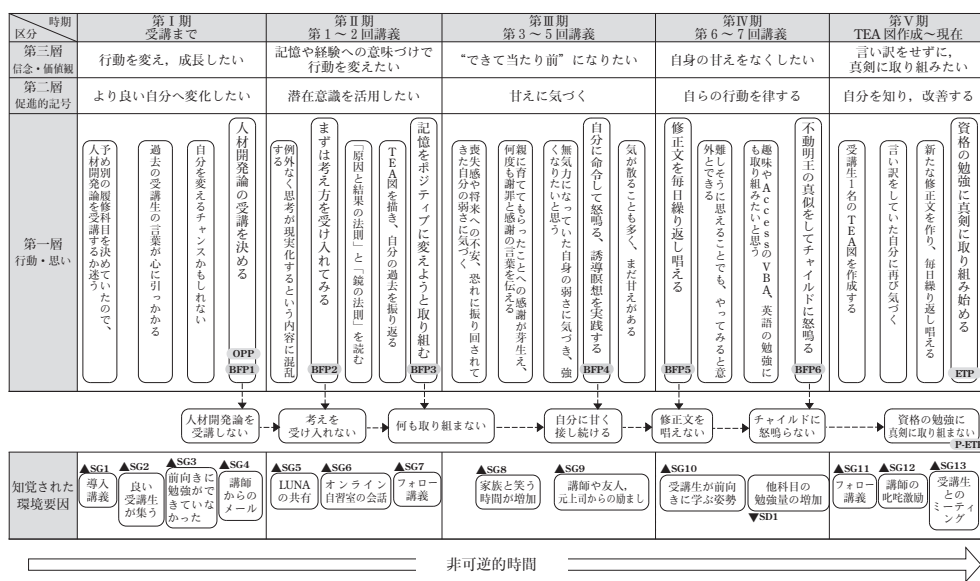 時期
区分
第Ⅰ期
受講まで
第Ⅱ期
第1～2回講義
第Ⅲ期
第3～5回講義
第Ⅳ期
第6～7回講義
第Ⅴ期
TEA図作成～現在
第三層
信念・価値観
行動を変え，成長したい
記憶や経験への意味づけで
行動を変えたい
“できて当たり前”になりたい
自身の甘えをなくしたい
言い訳をせずに，
真剣に取り組みたい
第二層
促進的記号
より良い自分へ変化したい
潜在意識を活用したい
甘えに気づく
自らの行動を律する
自分を知り，改善する
第一層
行動・思い
予め別の履修科目を決めていたので、
人材開発論を受講するか迷う
過去の受講生の言葉が心に引っかかる
自分を変えるチャンスかもしれない
人材開発論の受講を決める
OPP
BFP1
例外なく思考が現実化するという内容に混乱
する
まずは考え方を受け入れてみる
BFP2
「原因と結果の法則」と「鏡の法則」を読む
TEA図を描き、自分の過去を振り返る
記憶をポジティブに変えようと取り組む
BFP3
喪失感や将来への不安、恐れに振り回されて
きた自分の弱さに気づく
親に育ててもらったことへの感謝が芽生え、
何度も謝罪と感謝の言葉を伝える
無気力になっていた自身の弱さに気づき、強
くなりたいと思う
自分に命令して怒鳴る、誘導瞑想を実践する
BFP4
気が散ることも多く、まだ甘えがある
修正文を毎日繰り返し唱える
BFP5
難しそうに思えることでも、やってみると意
外とできる
趣味やAccessのVBA、英語の勉強に
も取り組みたいと思う
不動明王の真似をしてチャイルドに怒鳴る
BFP6
受講生1名のTEA図を作成する
言い訳をしていた自分に再び気づく
新たな修正文を作り、毎日繰り返し唱える
資格の勉強に真剣に取り組み始める
ETP
人材開発論を
受講しない
考えを
受け入れない
何も取り組まない
自分に甘く
接し続ける
修正文を
唱えない
チャイルドに
怒鳴らない
資格の勉強に
真剣に取り組まない
P-ETP
知覚された
環境要因
▲SG1
導入
講義
▲SG2
良い
受講生
が集う
▲SG3
前向きに
勉強がで
きていな
かった
▲SG4
講師
からの
メール
▲SG5
LUNA
の共有
▲SG6
オンライン
自習室の会話
▲SG7
フォロー
講義
▲SG8
家族と笑う
時間が増加
▲SG9
講師や友人，
元上司からの励まし
▲SG10
受講生が前向
きに学ぶ姿勢
他科目の
勉強量の増加
▼SD1
▲SG11
フォロー
講義
▲SG12
講師の
叱咤激励
▲SG13
受講生
との
ミーティ
ング
非可逆的時間